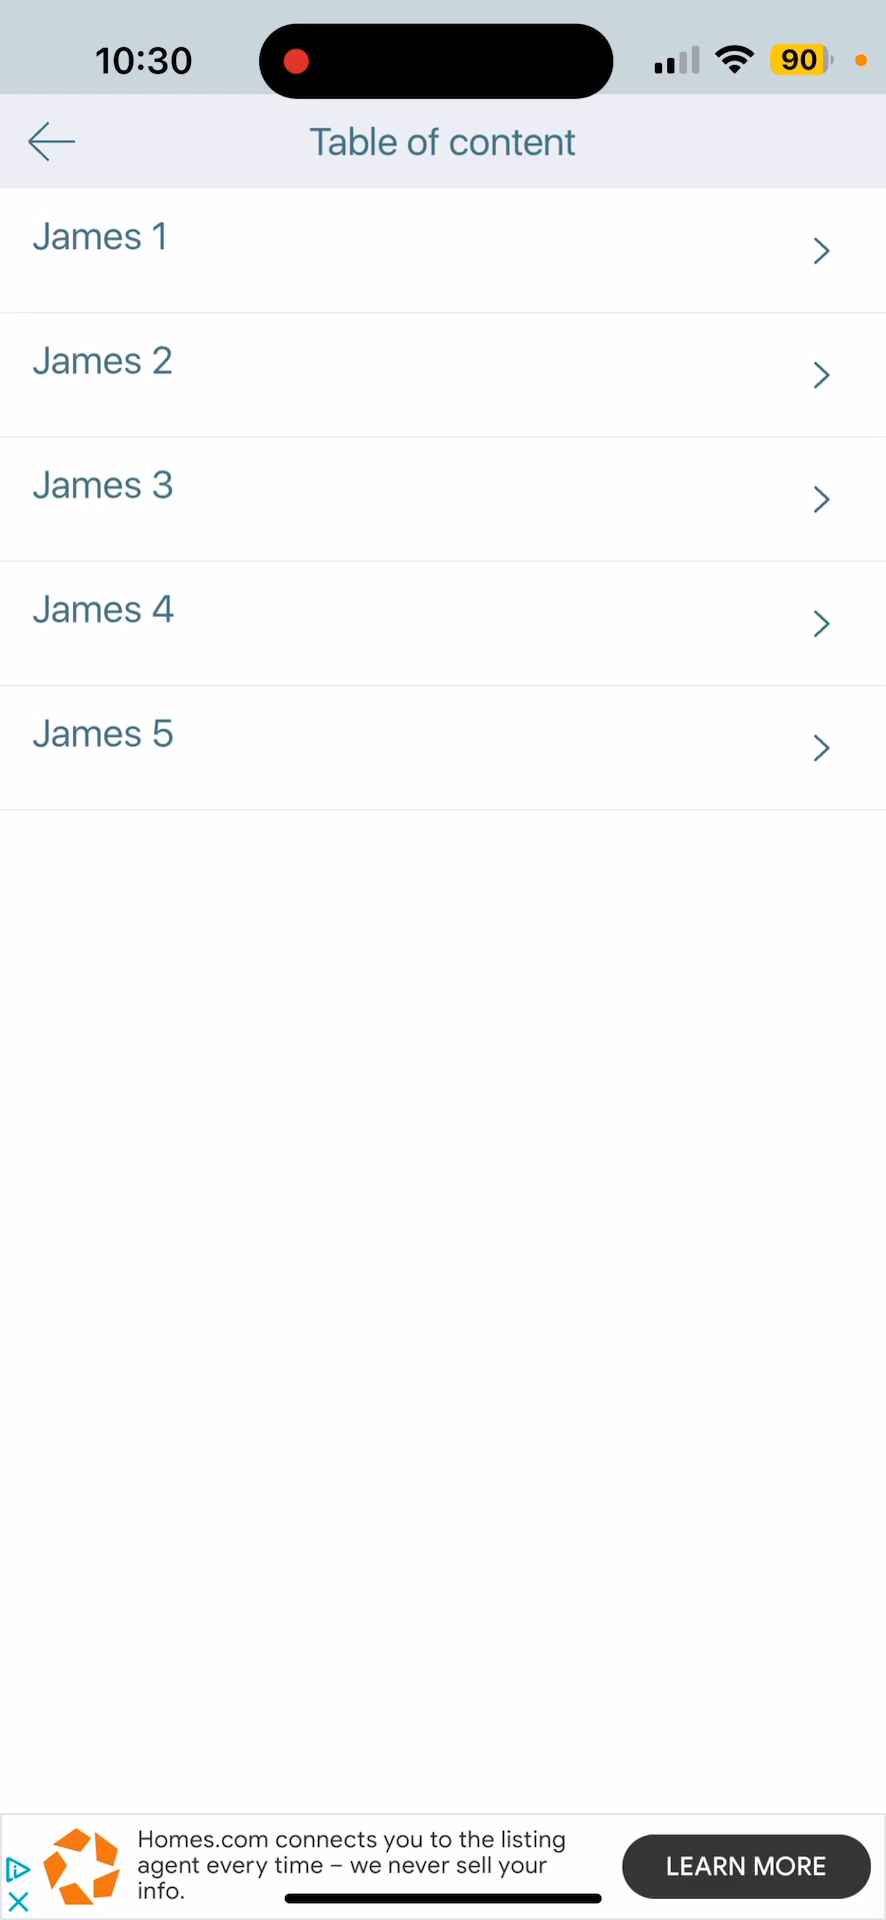 10:30
90
Table of content
James 1
James 2
James 3
James 4
James 5
Homes.com connects you to the listing
agent every time – we never sell your
info.
LEARN MORE